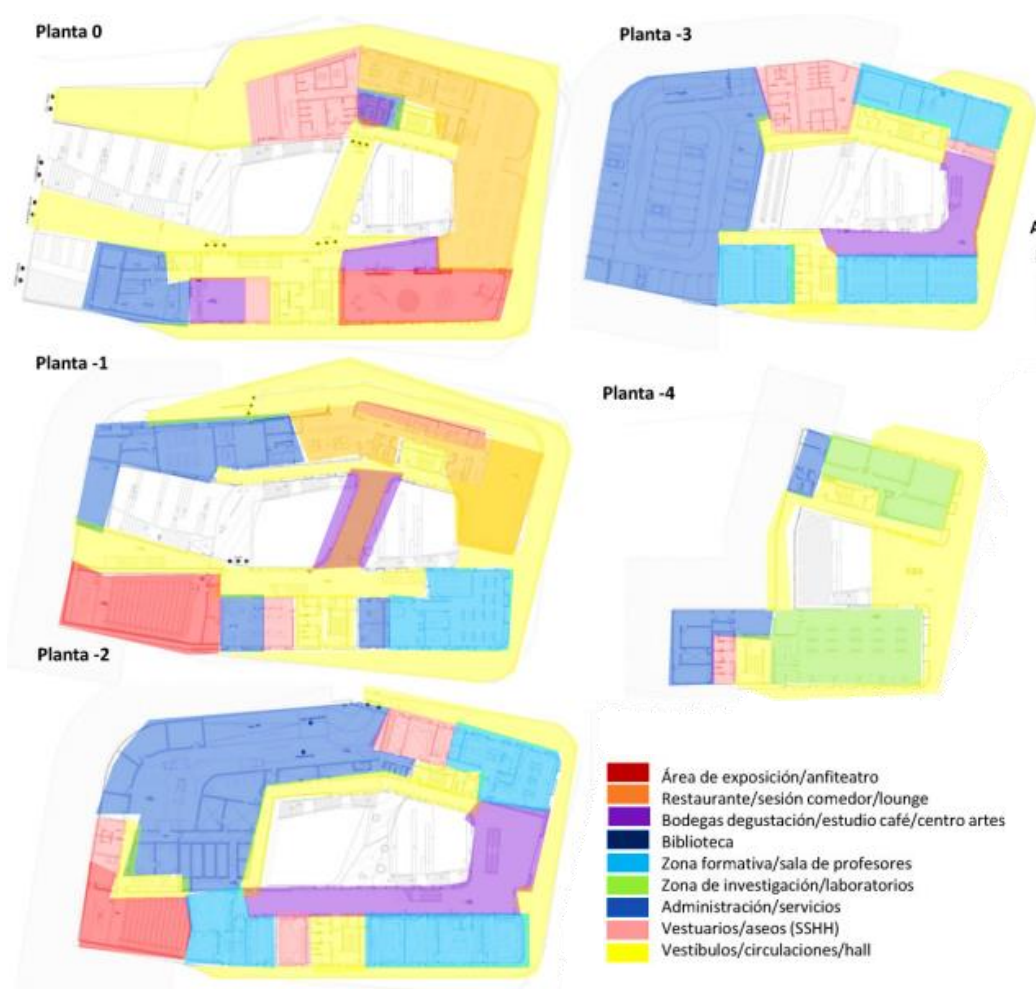 Planta 0
Planta -3
A
Planta -1
Planta -4
Planta -2
Área de exposición/anfiteatro
Restaurante/sesión comedor/lounge
Bodegas degustación/estudio café/centro artes
Biblioteca
Zona formativa/sala de profesores
Zona de investigación/laboratorios
Administración/servicios
Vestuarios/aseos (SSHH)
Vestíbulos/circulaciones/hall